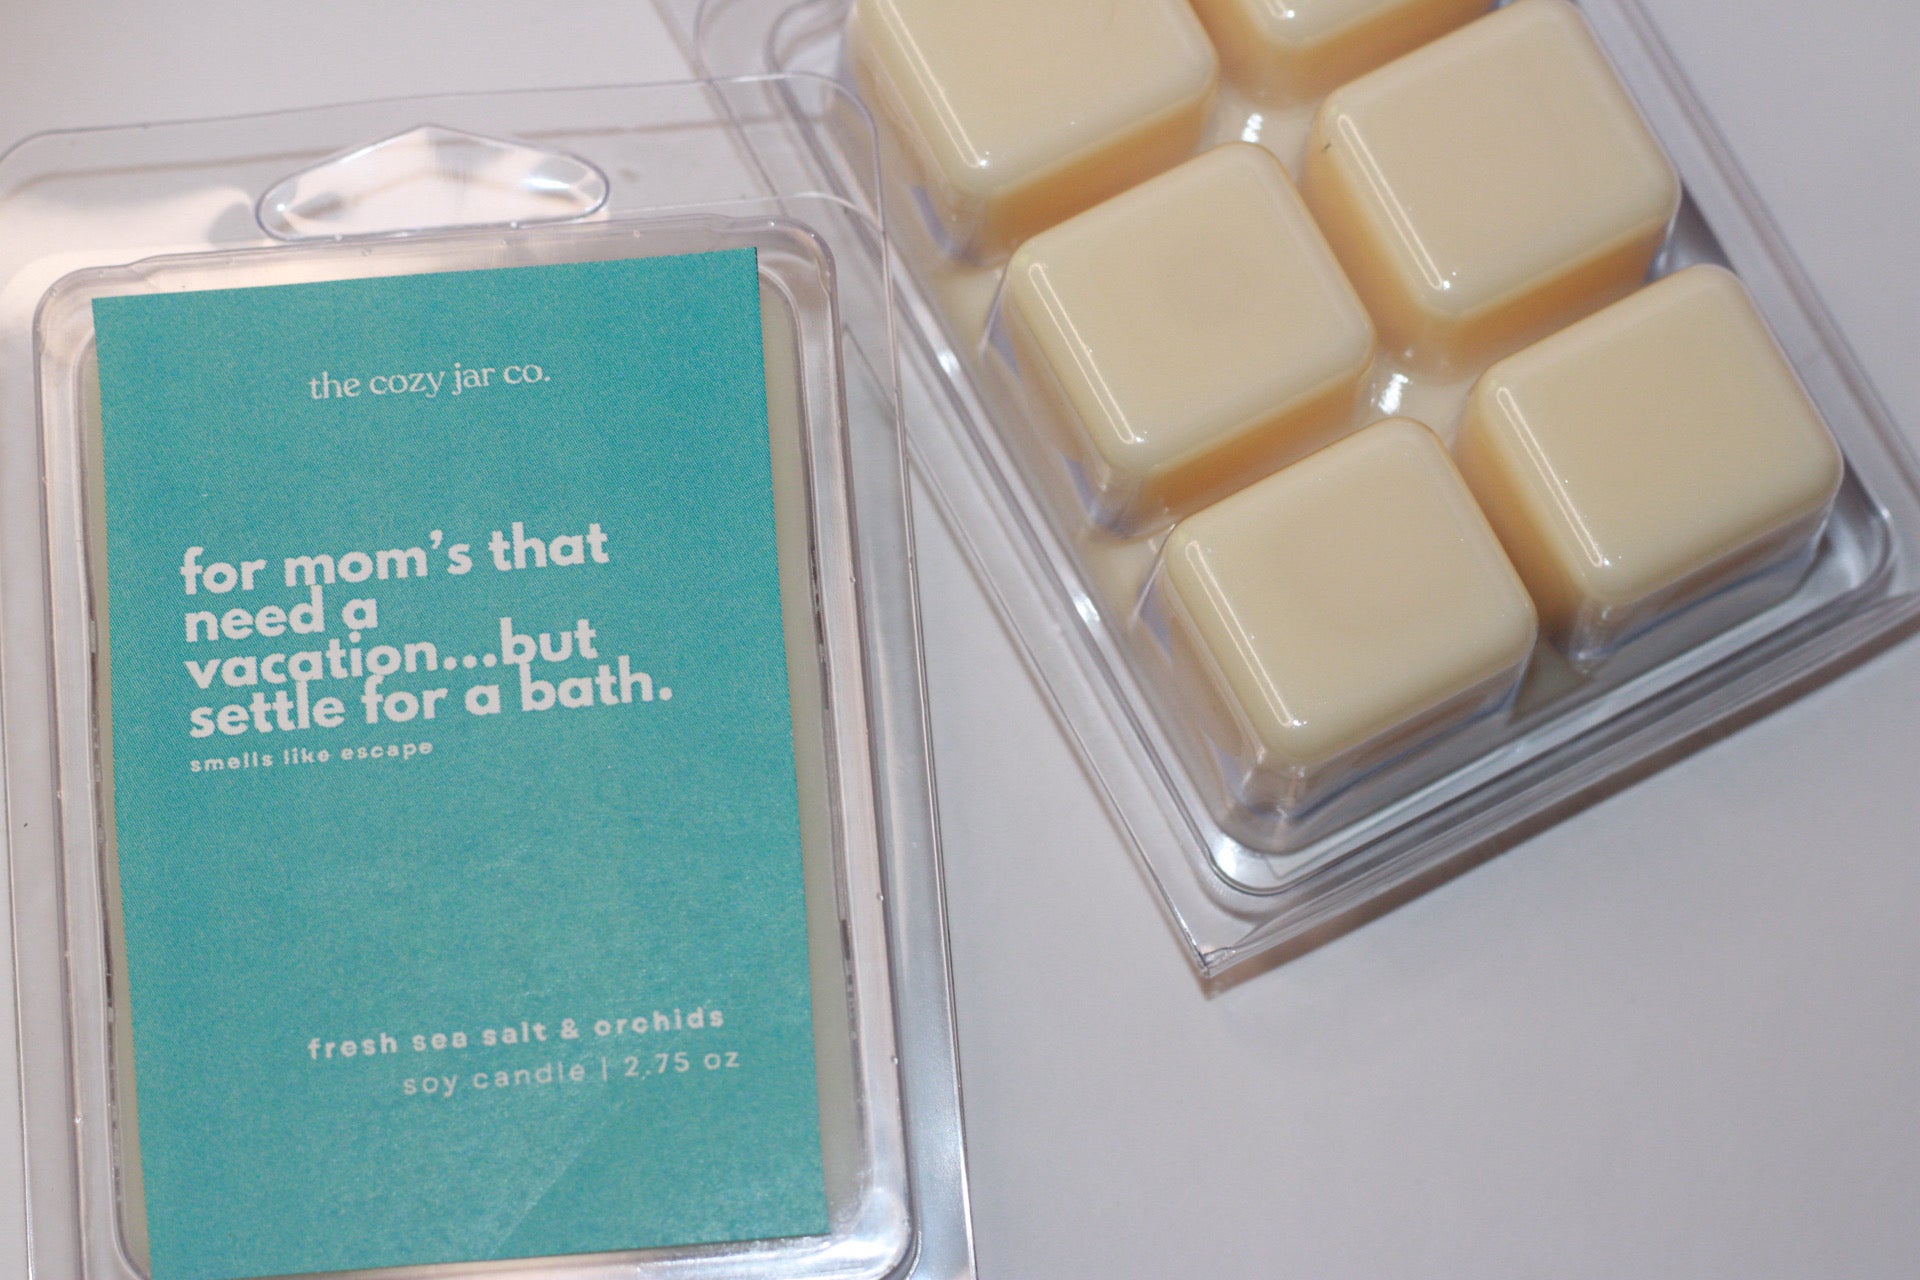 the cozy jar co.
for mom’s that
need a
vacation...but
settle for a bath.
smells like escape
fresh sea salt & orchids
soy candle | 2.75 oz